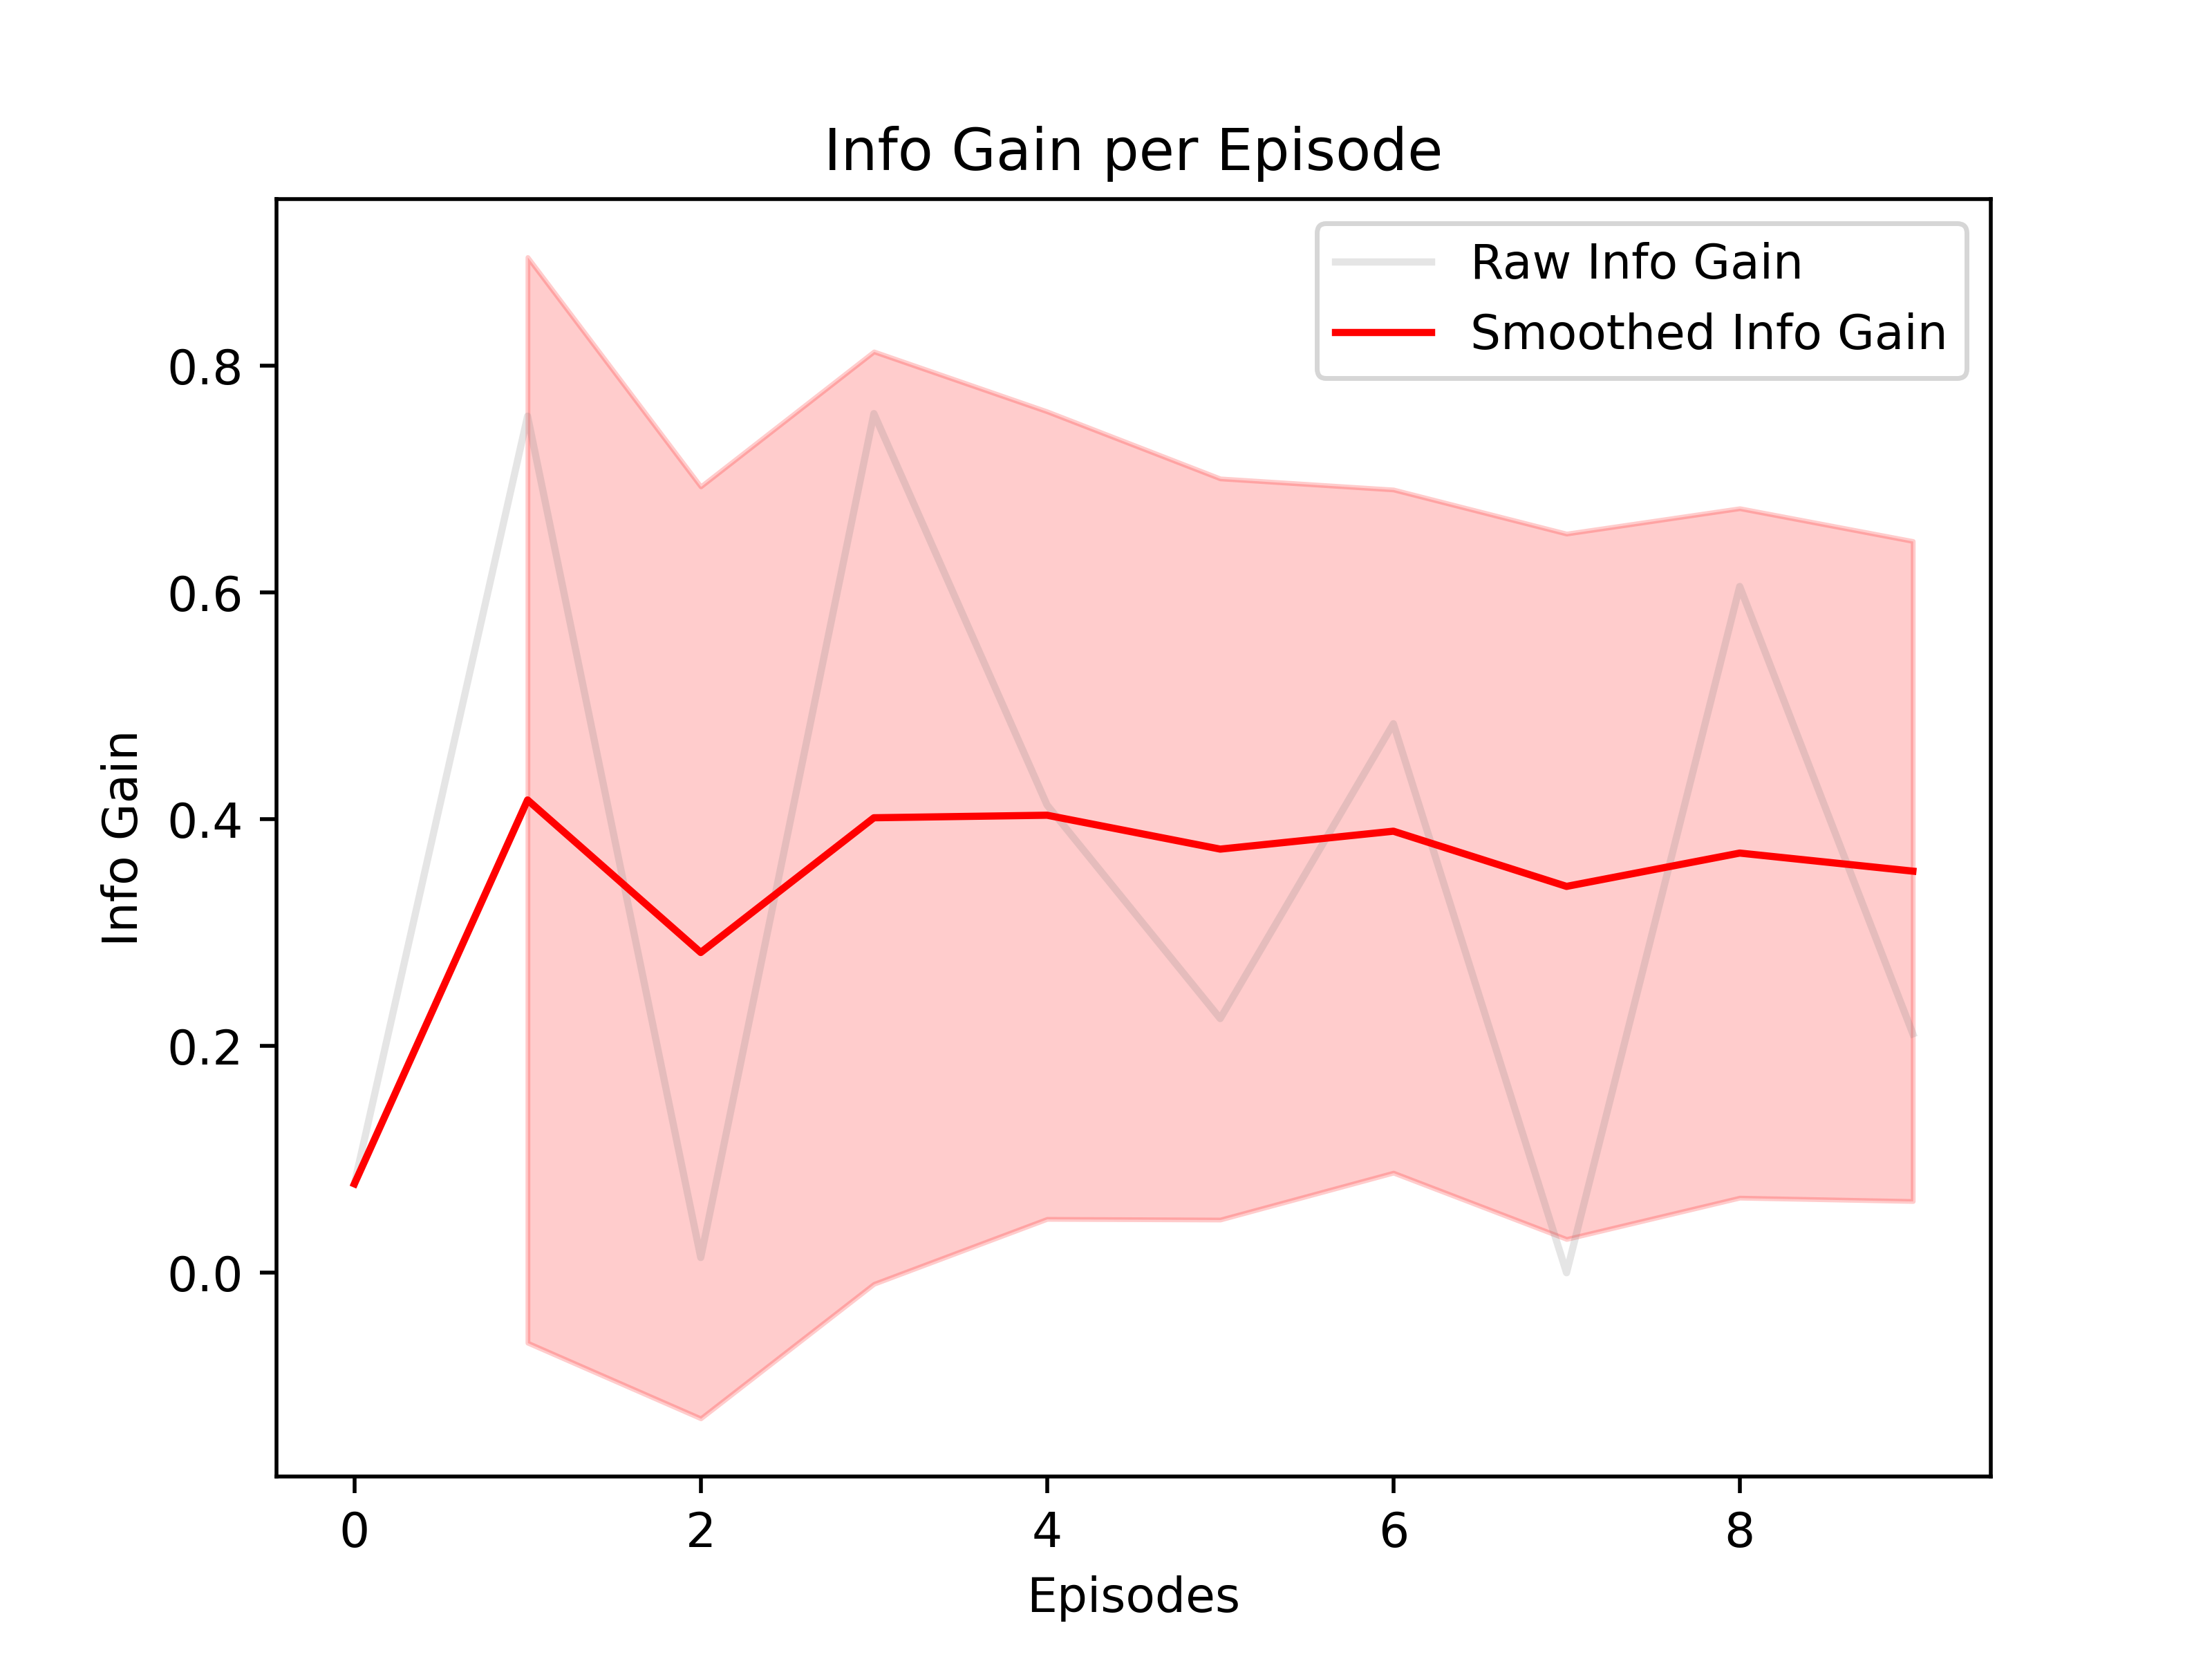 Info Gain per Episode
Raw Info Gain
Smoothed Info Gain
Info Gain
0.8
0.6
0.4
0.2
0.0
0 2 4 6 8
Episodes